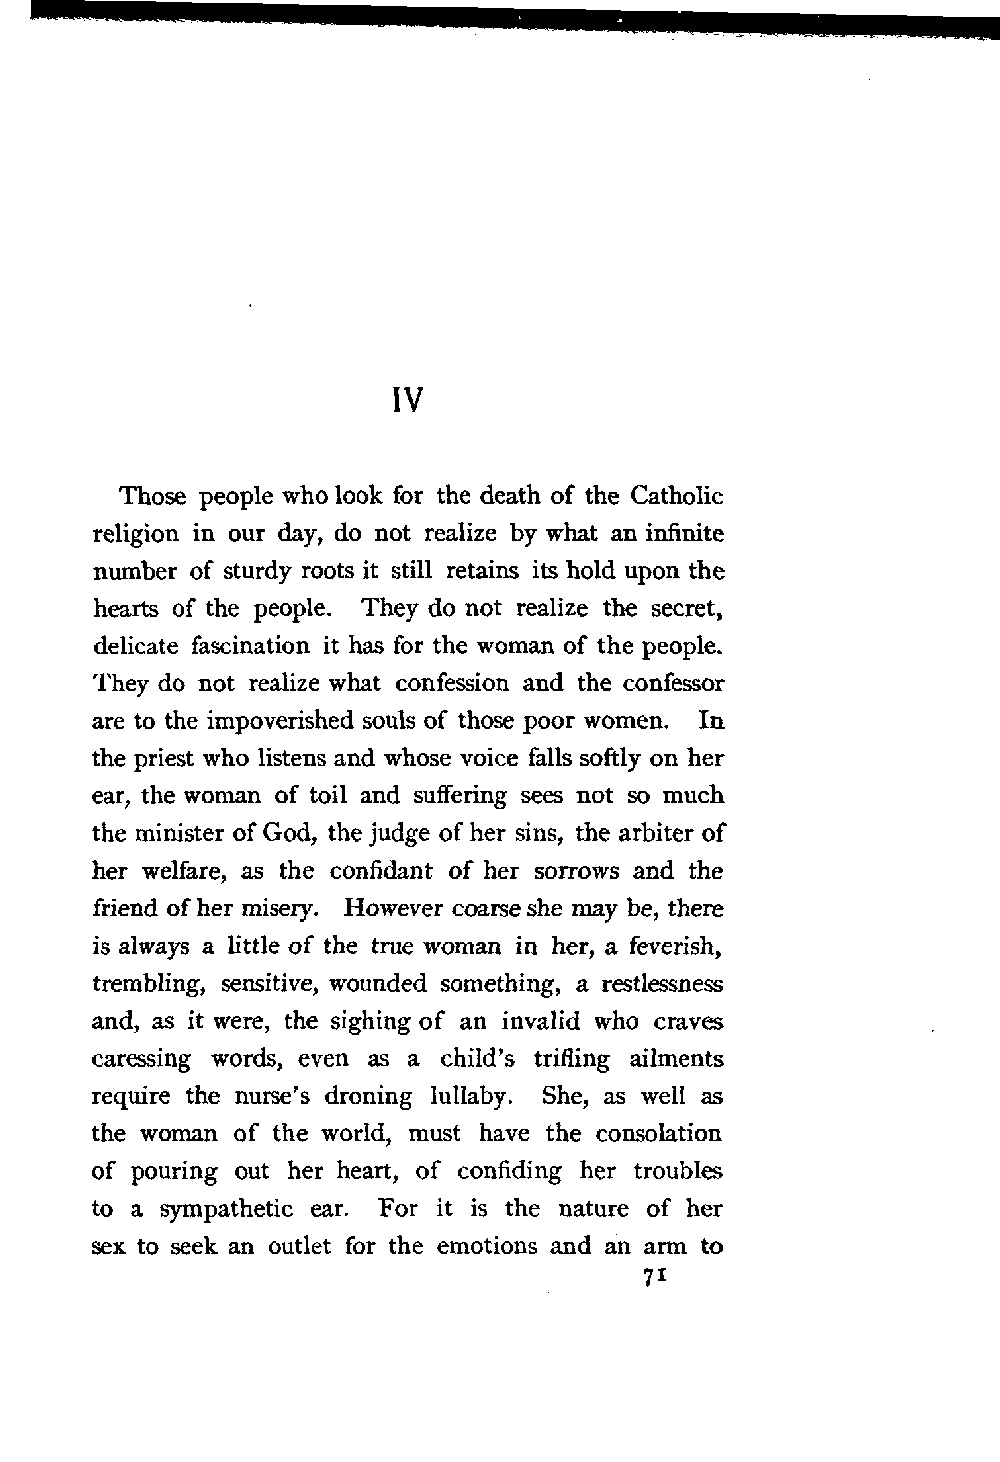 IV
Those people who look for the death of the Catholic
religion in our day, do not realize by what an infinite
number of sturdy roots it still retains its hold upon the
hearts of the people. They do not realize the secret,
delicate fascination it has for the woman of the people.
They do not realize what confession and the confessor
are to the impoverished souls of those poor women. In
the priest who listens and whose voice falls softly on her
ear, the woman of toil and suffering sees not so much
the minister of God, the judge of her sins, the arbiter of
her welfare, as the confidant of her sorrows and the
friend of her misery. However coarse she may be, there
is always a little of the true woman in her, a feverish,
trembling, sensitive, wounded something, a restlessness
and, as it were, the sighing of an invalid who craves
caressing words, even as a child's trifling ailments
require the nurse's droning lullaby. She, as well as
the woman of the world, must have the consolation
of pouring out her heart, of confiding her troubles
to a sympathetic ear. For it is the nature of her
sex to seek an outlet for the emotions and an arm to
71